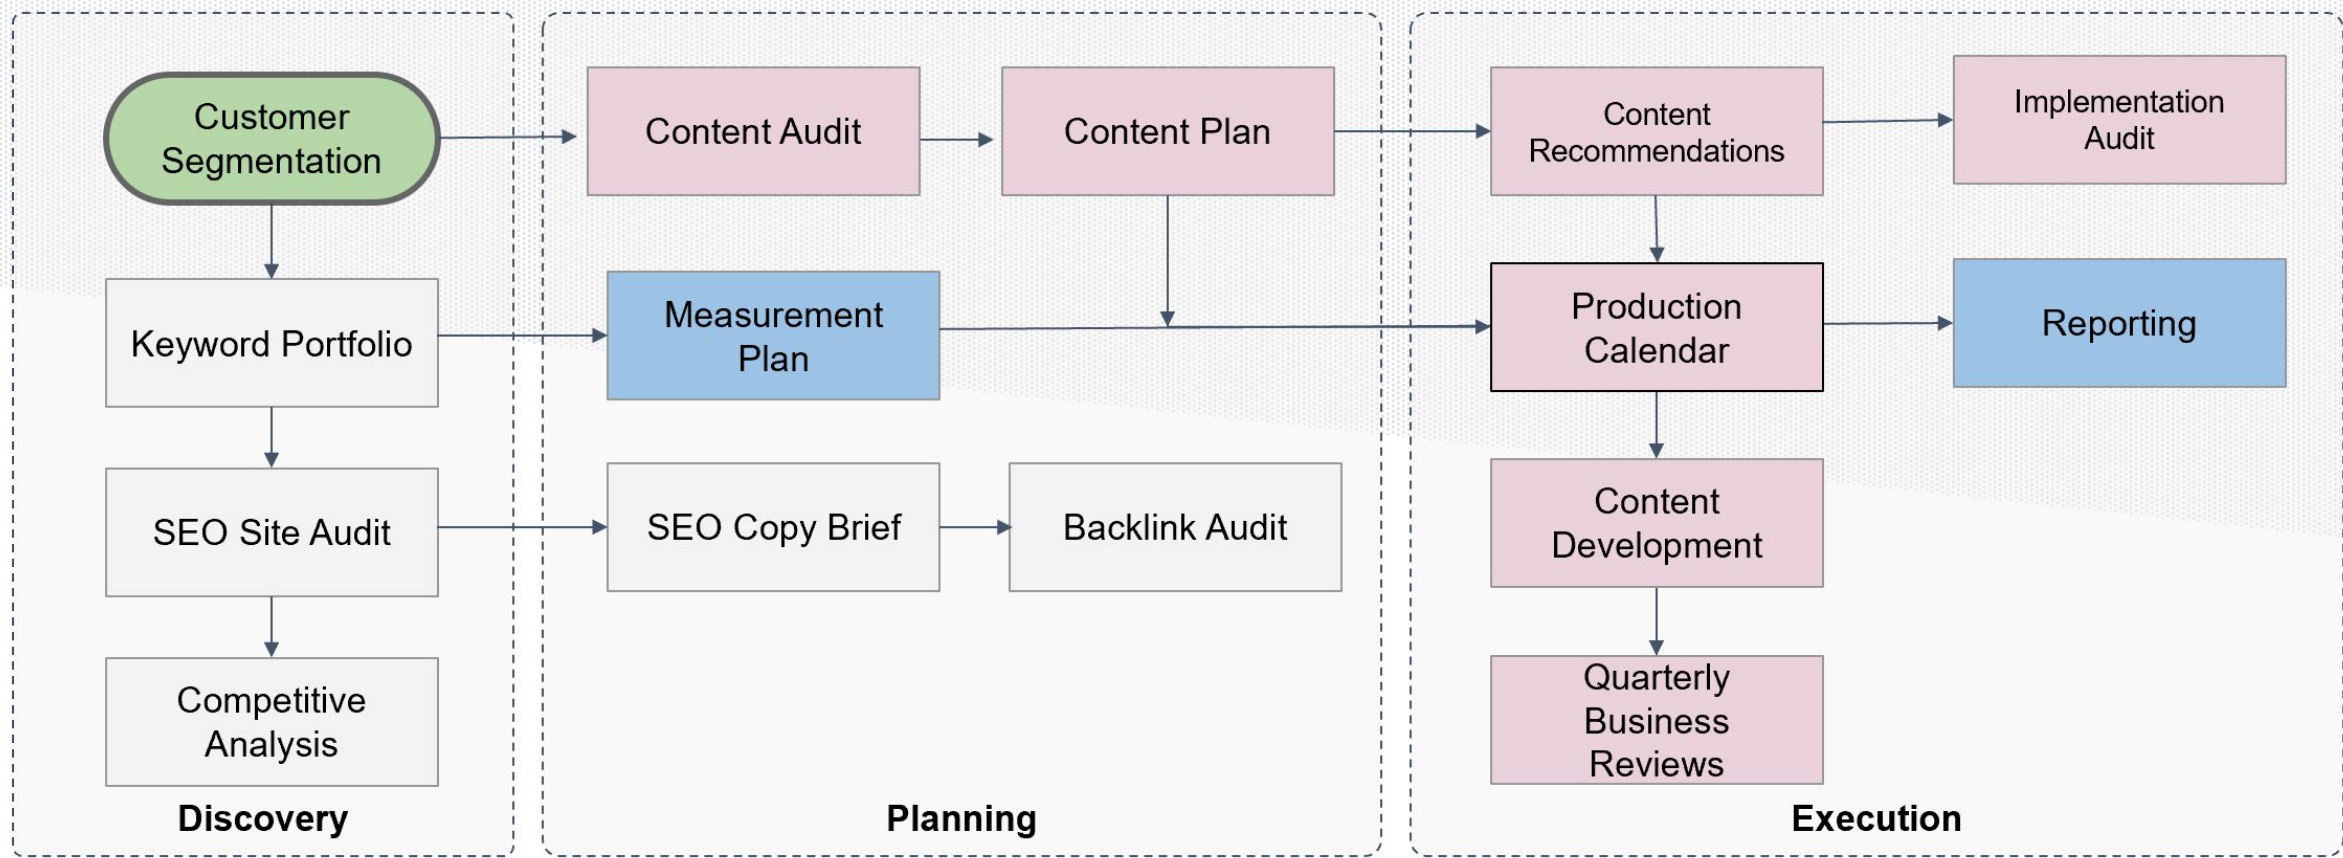 Customer
Segmentation
Keyword Portfolio
SEO Site Audit
Competitive
Analysis
Discovery
Content Audit
Content Plan
Measurement
Plan
SEO Copy Brief
Backlink Audit
Planning
Content
Recommendations
Implementation
Audit
Production
Calendar
Reporting
Content
Development
Quarterly
Business
Reviews
Execution